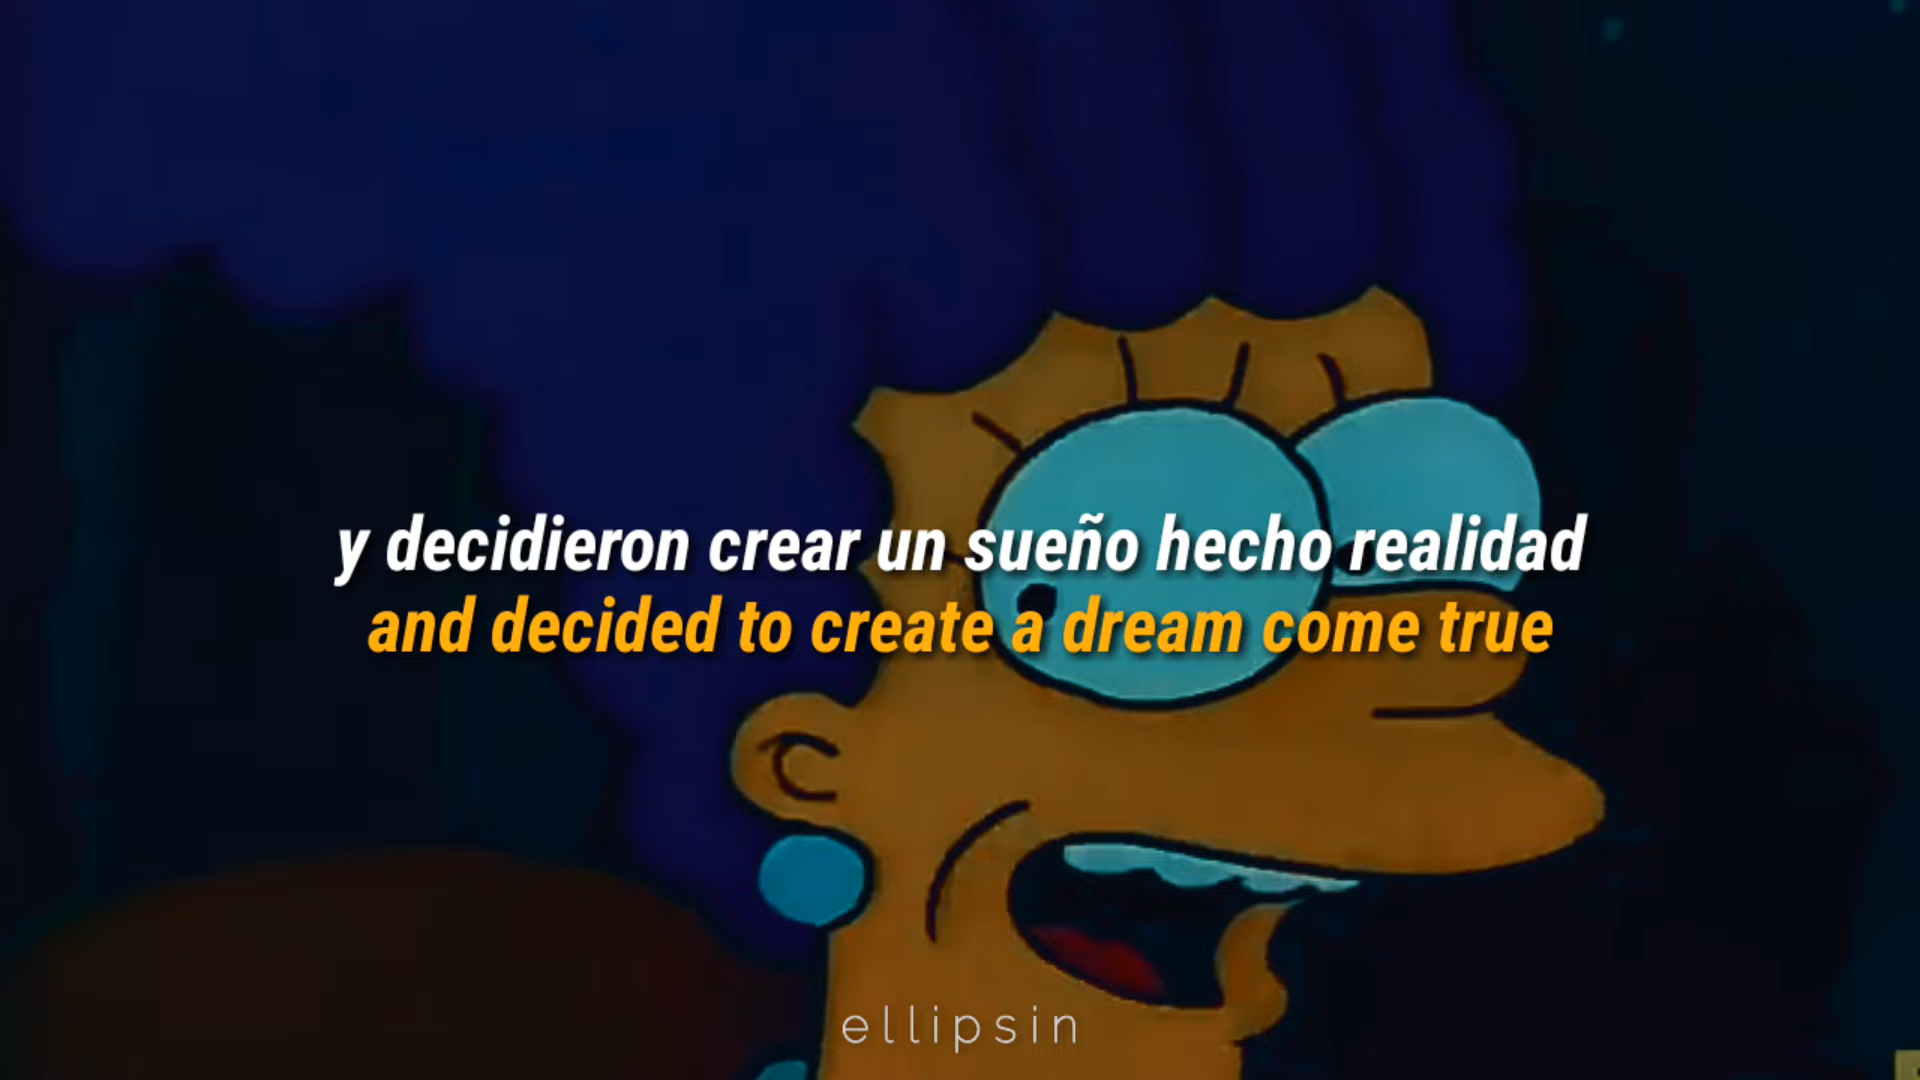 y decidieron crear un sueño hecho realidad
and decided to create a dream come true
ellipsin